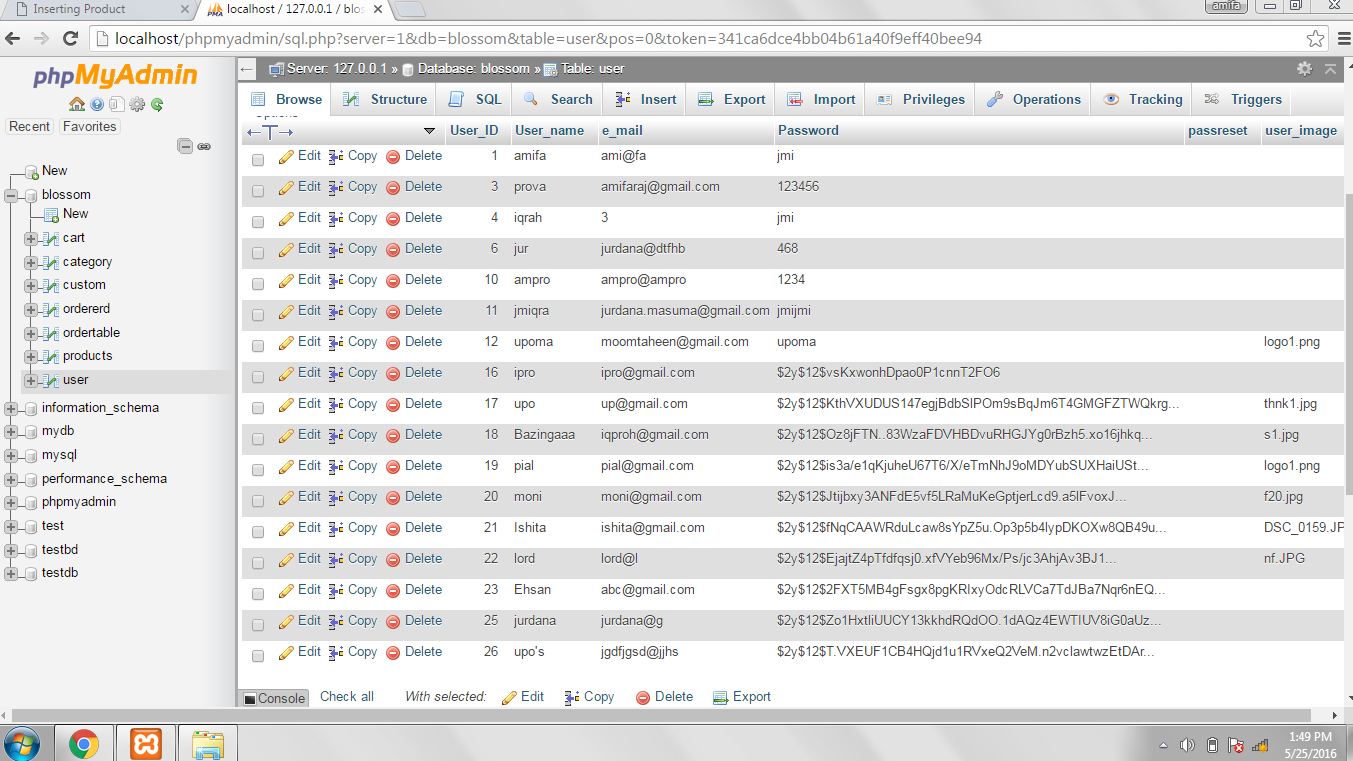 Inserting Product
localhost / 127.0.0.1 / blos
amifa
localhost/phpmyadmin/sql.php?server=1&db=blossom&table=user&pos=0&token=341ca6dce4bb04b61a40f9eff40bee94
phpMyAdmin
Recent Favorites
New
blossom
New
cart
category
custom
ordererd
ordertable
products
user
information_schema
mydb
mysql
performance_schema
phpmyadmin
test
testbd
testdb
Server: 127.0.0.1 » Database: blossom » Table: user
Browse Structure SQL Search Insert Export Import Privileges Operations Tracking Triggers
Options
User_ID User_name e_mail Password passreset user_image
Edit Copy Delete 1 amifa ami@fa jmi
Edit Copy Delete 3 prova amifaraj@gmail.com 123456
Edit Copy Delete 4 iqrah 3 jmi
Edit Copy Delete 6 jur jurdana@dtfhb 468
Edit Copy Delete 10 ampro ampro@ampro 1234
Edit Copy Delete 11 jmiqra jurdana.masuma@gmail.com jmijmi
Edit Copy Delete 12 upoma moomtaheen@gmail.com upoma logo1.png
Edit Copy Delete 16 ipro ipro@gmail.com $2y$12$vsKxwonhDpao0P1cnnT2FO6
Edit Copy Delete 17 upo up@gmail.com $2y$12$KthVXUDUS147egjBdbSlPOm9sBqJm6T4GMGFZTWQkrg... thnk1.jpg
Edit Copy Delete 18 Bazingaaa iqproh@gmail.com $2y$12$Oz8jFTN..83WzaFDVHBDvuRHGJYg0rBzh5.xo16jhkq... s1.jpg
Edit Copy Delete 19 pial pial@gmail.com $2y$12$is3a/e1qKjuheU67T6/X/eTmNhJ9oMDYubSUXHaiUSt... logo1.png
Edit Copy Delete 20 moni moni@gmail.com $2y$12$Jtijbxy3ANFdE5vf5LRaMuKeGptjerLcd9.a5lFvoxJ... f20.jpg
Edit Copy Delete 21 Ishita ishita@gmail.com $2y$12$fNqCAAWRduLcaw8sYpZ5u.Op3p5b4lypDKOXw8QB49u... DSC_0159.JP
Edit Copy Delete 22 lord lord@l $2y$12$EjajtZ4pTfdfqsj0.xfVYeb96Mx/Ps/jc3AhjAv3BJ1... nf.JPG
Edit Copy Delete 23 Ehsan abc@gmail.com $2y$12$2FXT5MB4gFsgx8pgKRIxyOdcRLVCa7TdJBa7Nqr6nEQ...
Edit Copy Delete 25 jurdana jurdana@g $2y$12$Zo1HxtIiUUCY13kkhdRQdOO.1dAQz4EWTIUV8iG0aUz...
Edit Copy Delete 26 upo's jgdfjgsd@jjhs $2y$12$T.VXEUF1CB4HQjd1u1RVxeQ2VeM.n2vcIawtwzEtDAr...
Console Check all With selected: Edit Copy Delete Export
1:49 PM
5/25/2016